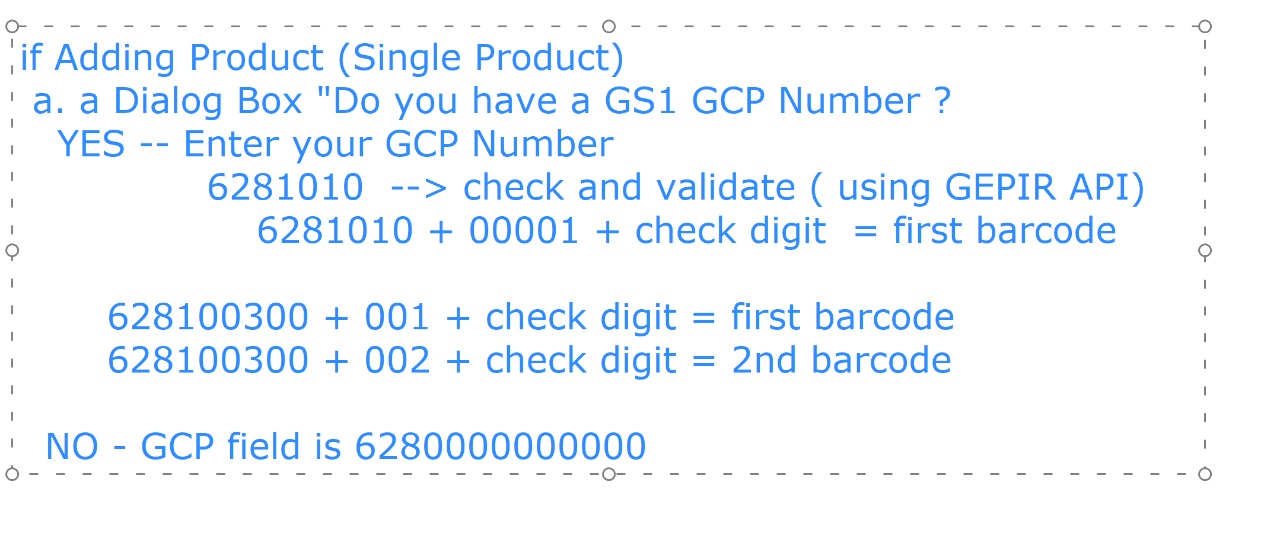 if Adding Product (Single Product)
a. a Dialog Box "Do you have a GS1 GCP Number ?
YES -- Enter your GCP Number
6281010 --> check and validate ( using GEPIR API)
6281010 + 00001 + check digit = first barcode
628100300 + 001 + check digit = first barcode
628100300 + 002 + check digit = 2nd barcode
NO - GCP field is 6280000000000